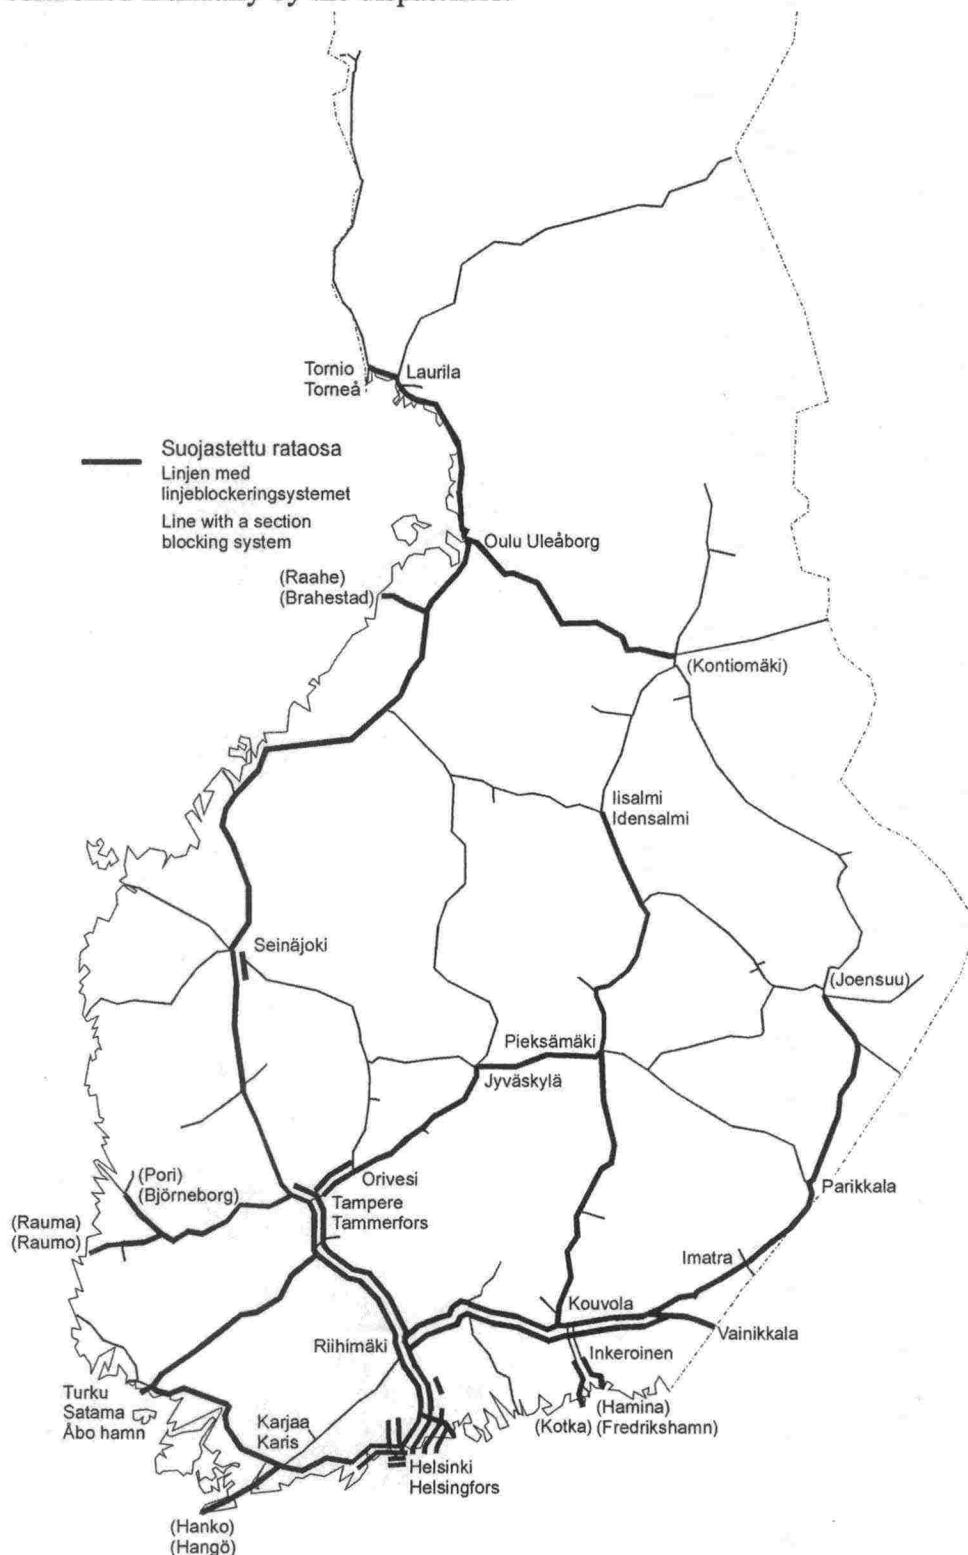 Tornio
Torneå
Laurila
Suojastettu rataosa
Linjen med
linjeblockeringsystemet
Line with a section
blocking system
Oulu Uleåborg
(Raahe)
(Brahestad)
(Kontiomäki)
Iisalmi
Idensalmi
Seinäjoki
(Joensuu)
Pieksämäki
Jyväskylä
(Pori)
(Björneborg)
Orivesi
Tampere
Tammerfors
Parikkala
(Rauma)
(Raumo)
Imatra
Kouvola
Riihimäki
Vainikkala
Inkeroinen
Turku
Satama
Åbo hamn
Karjaa
Karis
(Hamina)
(Kotka) (Fredrikshamn)
Helsinki
Helsingfors
(Hanko)
(Hangö)